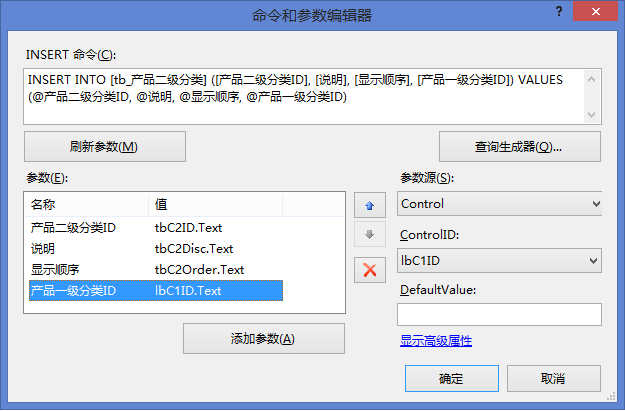 命令和参数编辑器
?
INSERT 命令(C):
INSERT INTO [tb_产品二级分类] ([产品二级分类ID], [说明], [显示顺序], [产品一级分类ID]) VALUES
(@产品二级分类ID, @说明, @显示顺序, @产品一级分类ID)
刷新参数(M)
查询生成器(Q)...
参数(E):
名称 值
产品二级分类ID tbC2ID.Text
说明 tbC2Disc.Text
显示顺序 tbC2Order.Text
产品一级分类ID lbC1ID.Text
添加参数(A)
参数源(S):
Control
ControlID:
lbC1ID
DefaultValue:
显示高级属性
确定
取消